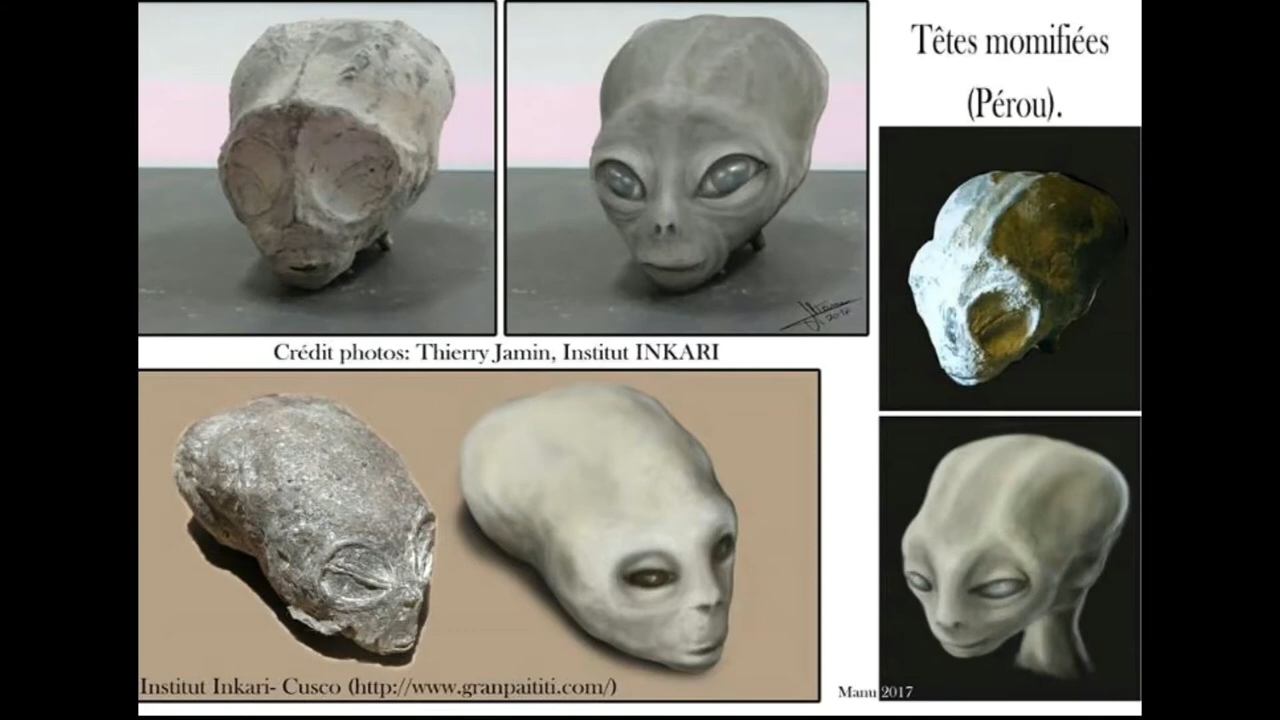 Têtes momifiées
(Pérou).
Crédit photos: Thierry Jamin, Institut INKARI
Institut Inkari- Cusco (http://www.granpaititi.com/)
Manu 2017